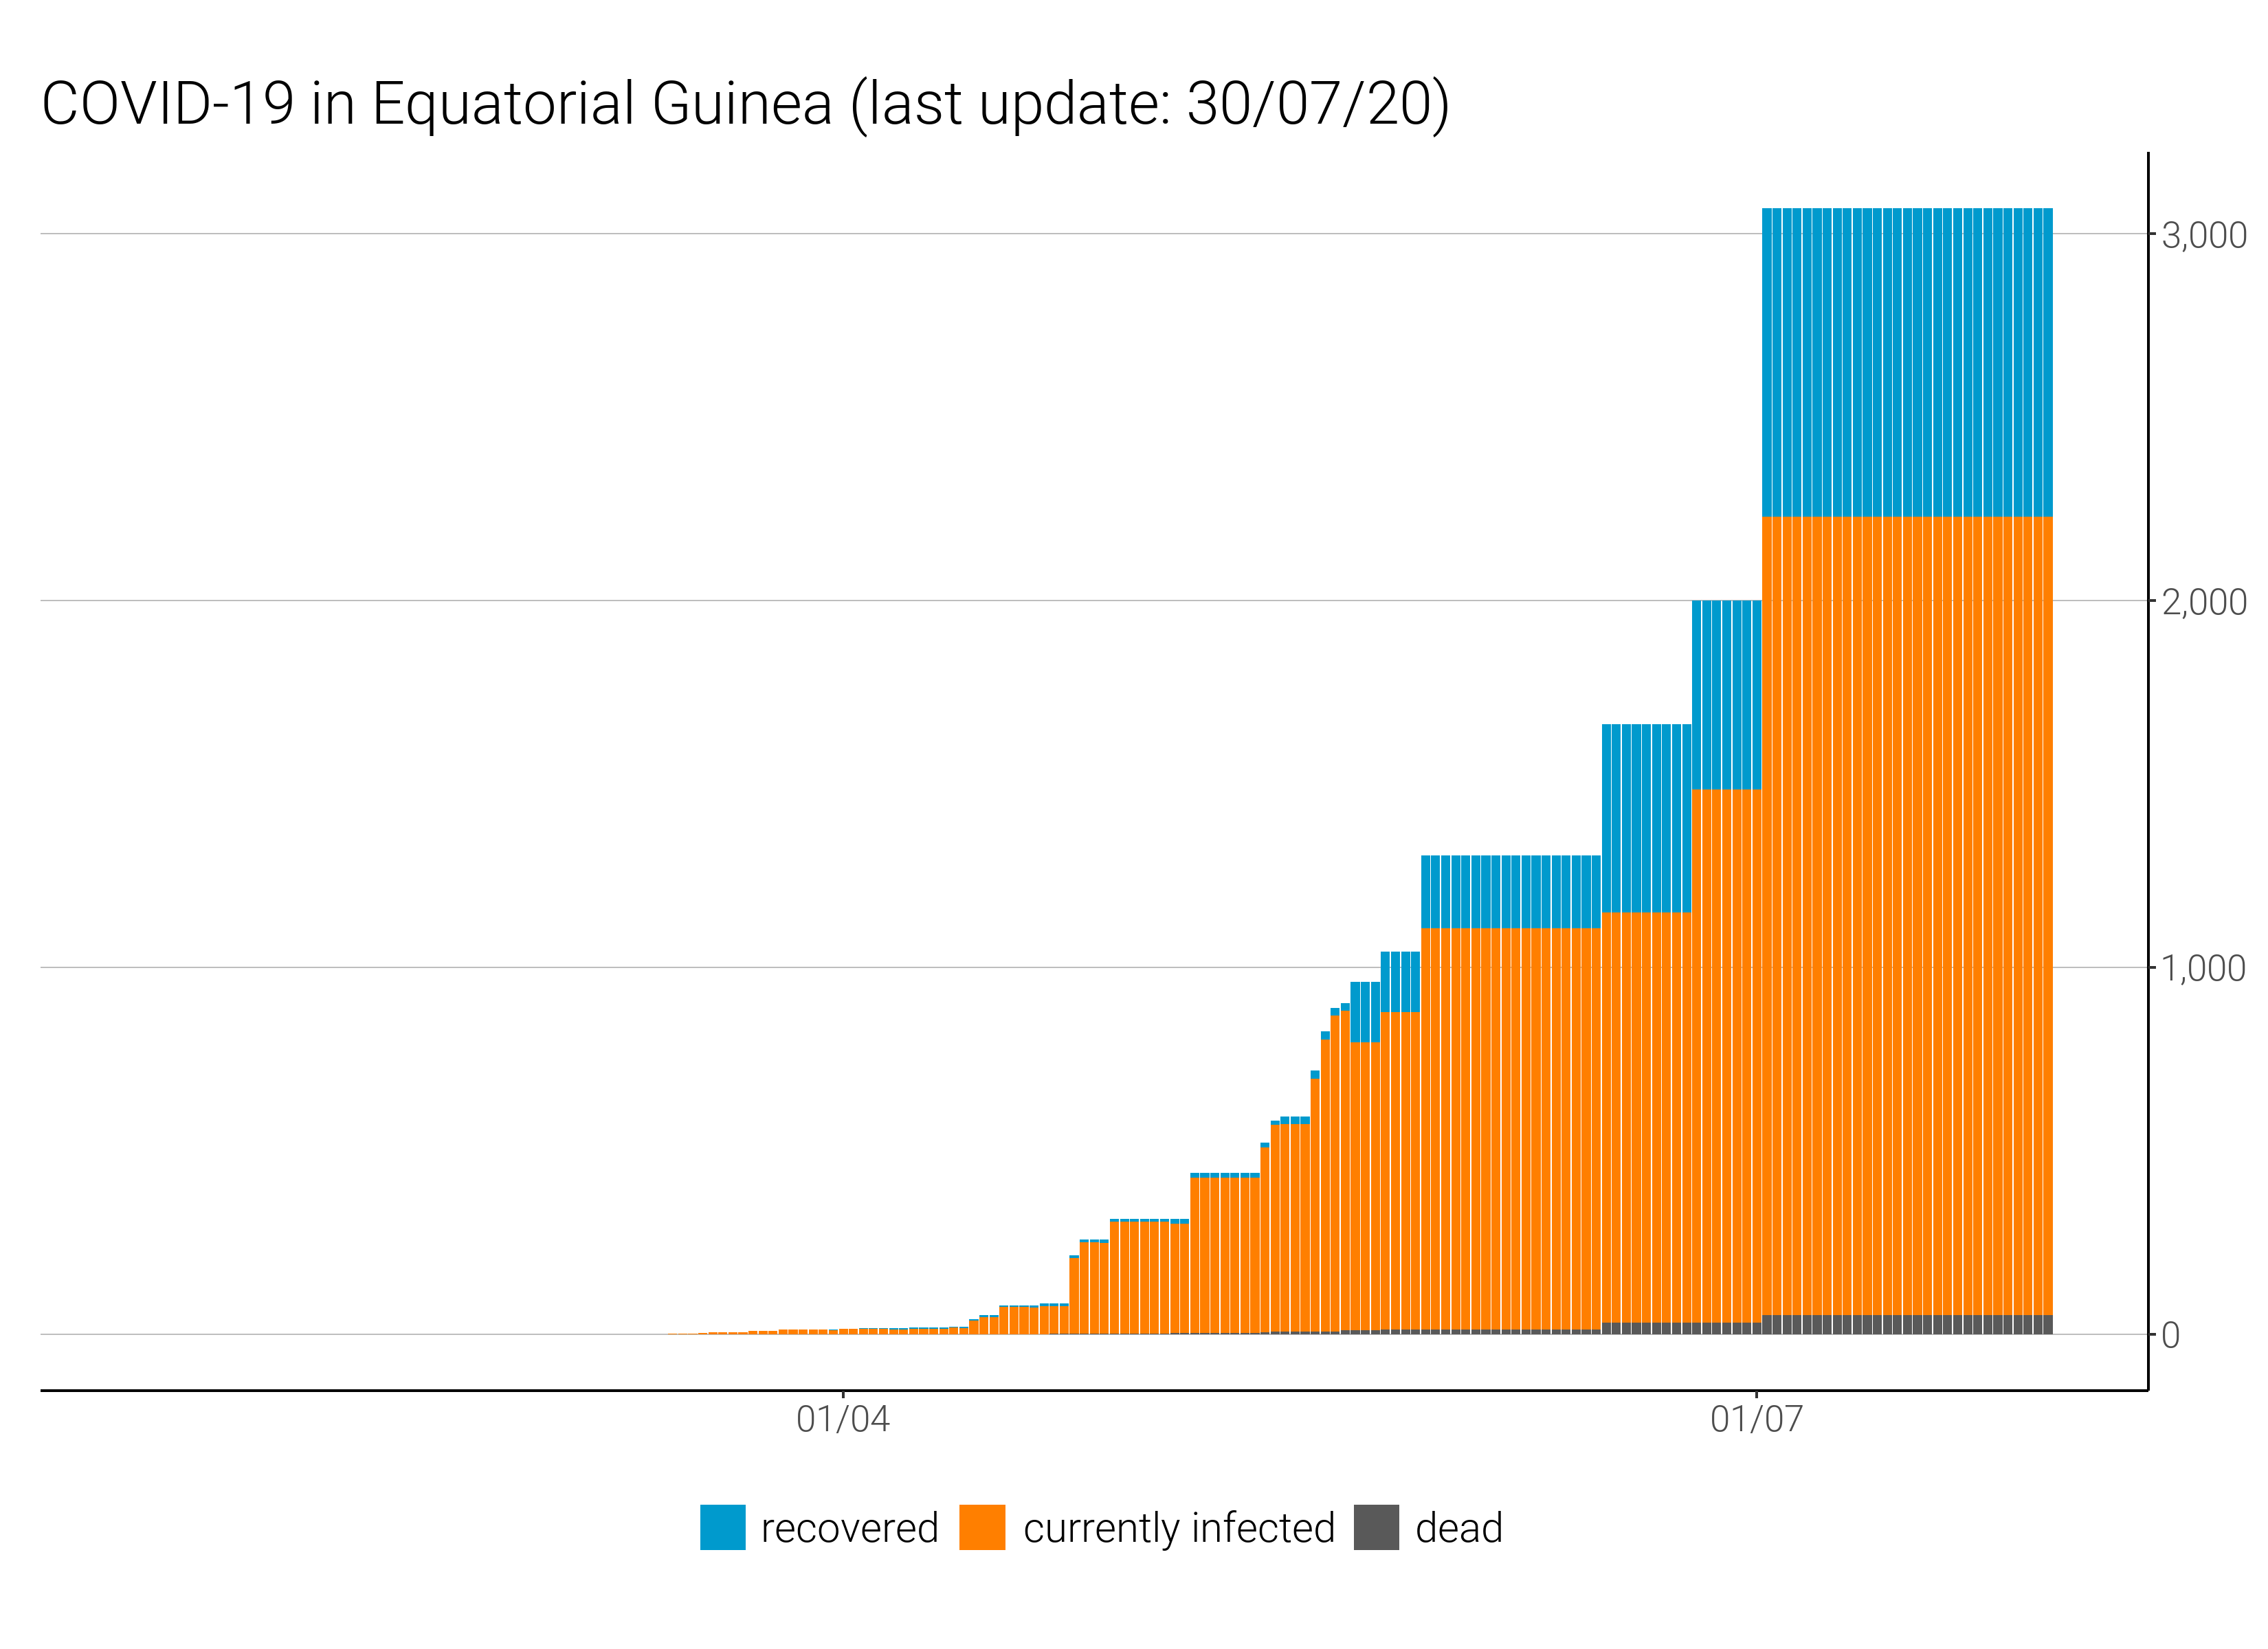 COVID-19 in Equatorial Guinea (last update: 30/07/20)
3,000
2,000
1,000
0
01/04 01/07
recovered currently infected dead